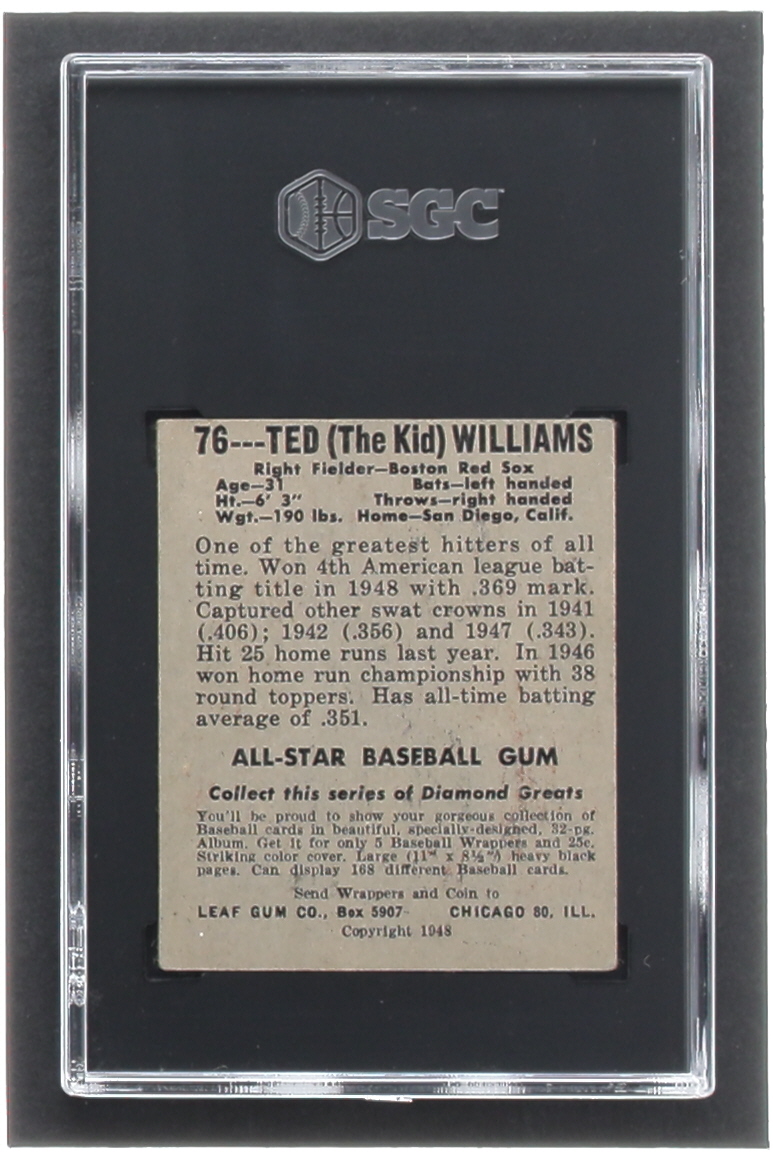 SGC
76---TED (The Kid) WILLIAMS
Right Fielder—Boston Red Sox
Age—31 Bats—left handed
Ht.—6' 3" Throws—right handed
Wgt.—190 lbs. Home—San Diego, Calif.
One of the greatest hitters of all
time. Won 4th American league bat-
ting title in 1948 with .369 mark.
Captured other swat crowns in 1941
(.406); 1942 (.356) and 1947 (.343).
Hit 25 home runs last year. In 1946
won home run championship with 38
round toppers. Has all-time batting
average of .351.
ALL-STAR BASEBALL GUM
Collect this series of Diamond Greats
You'll be proud to show your gorgeous collection of
Baseball cards in beautiful, specially-designed, 32-pg.
Album. Get it for only 5 Baseball Wrappers and 25c.
Striking color cover. Large (11" x 8½") heavy black
pages. Can display 168 different Baseball cards.
Send Wrappers and Coin to
LEAF GUM CO., Box 5907 CHICAGO 80, ILL.
Copyright 1948